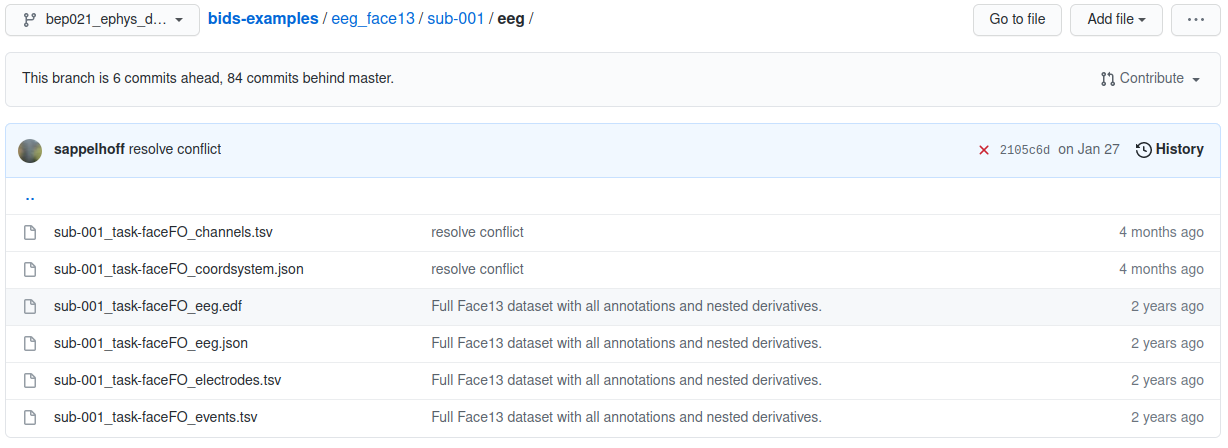 bep021_ephys_d... bids-examples / eeg_face13 / sub-001 / eeg / Go to file Add file ...
This branch is 6 commits ahead, 84 commits behind master. Contribute
sappelhoff resolve conflict 2105c6d on Jan 27 History
..
sub-001_task-faceFO_channels.tsv resolve conflict 4 months ago
sub-001_task-faceFO_coordsystem.json resolve conflict 4 months ago
sub-001_task-faceFO_eeg.edf Full Face13 dataset with all annotations and nested derivatives. 2 years ago
sub-001_task-faceFO_eeg.json Full Face13 dataset with all annotations and nested derivatives. 2 years ago
sub-001_task-faceFO_electrodes.tsv Full Face13 dataset with all annotations and nested derivatives. 2 years ago
sub-001_task-faceFO_events.tsv Full Face13 dataset with all annotations and nested derivatives. 2 years ago